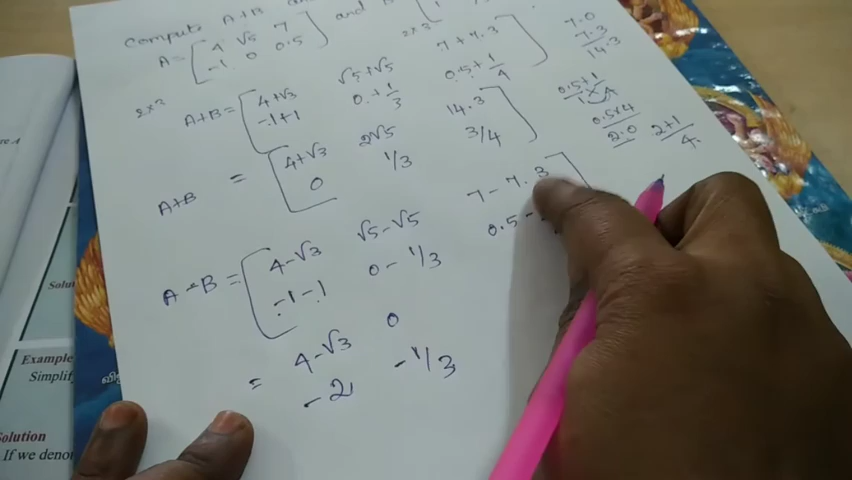 Compute A+B and B
A = [ 4 √5 7
-1 0 0.5 ]
2×3
2×3
A+B = [ 4+√3 √5+√5 7+7.3
-1+1 0+1/3 0.5+1/4 ]
A+B = [ 4+√3 2√5 14.3
0 1/3 3/4 ]
7.0
7.3
14.3
0.5+1
1 4
0.5×4
2.0
2+1
4.
A-B = [ 4-√3 √5-√5 7-7.3 ]
-1-1 0-1/3 0.5-
= 4-√3 0
-2 -1/3
Solu
Example
Simplif
Solution
If we deno